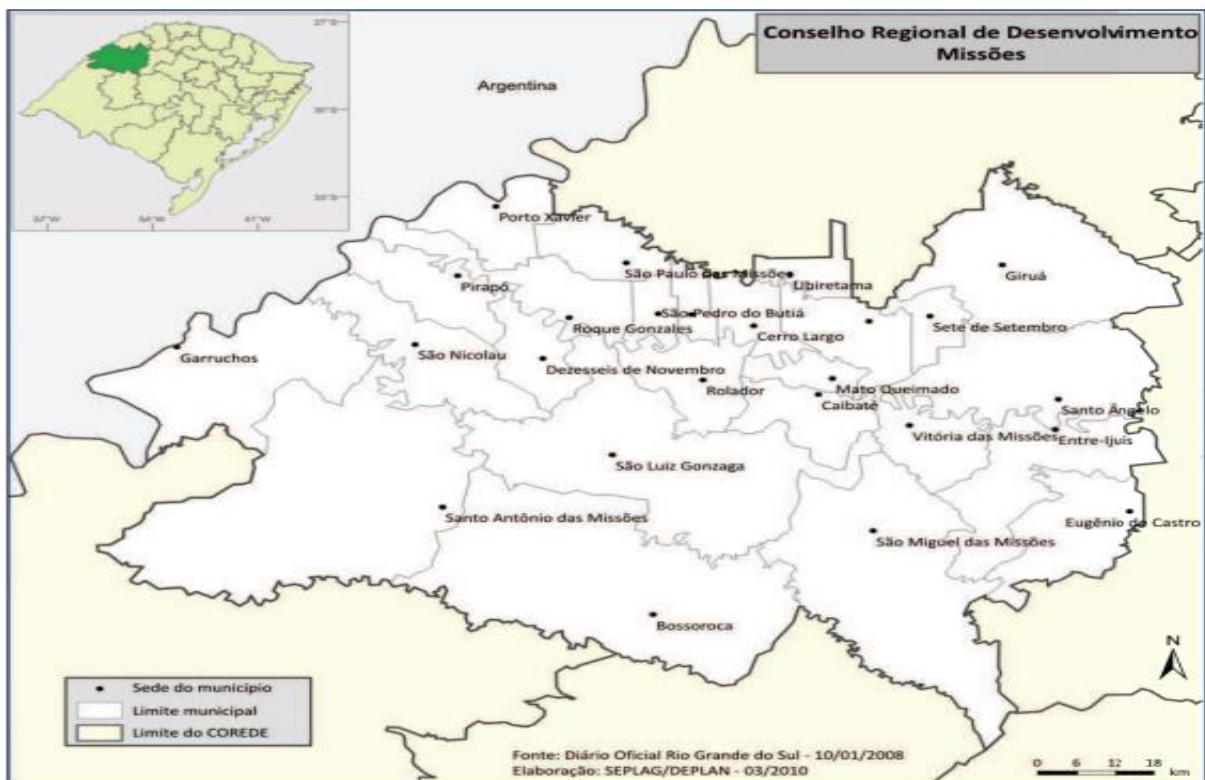 Conselho Regional de Desenvolvimento
Missões
Argentina
Porto Xavier
São Paulo das Missões
Ubiretama
Giruá
Pirapó
São Pedro do Butiá
Roque Gonzales
Cerro Largo
Sete de Setembro
Garruchos
São Nicolau
Dezesseis de Novembro
Rolador
Mato Queimado
Caibaté
Santo Ângelo
Vitória das Missões
Entre-Ijuís
São Luiz Gonzaga
Santo Antônio das Missões
Eugênio de Castro
São Miguel das Missões
Bossoroca
N
Sede do município
Limite municipal
Limite do COREDE
Fonte: Diário Oficial Rio Grande do Sul - 10/01/2008
Elaboração: SEPLAG/DEPLAN - 03/2010
0 6 12 18
km